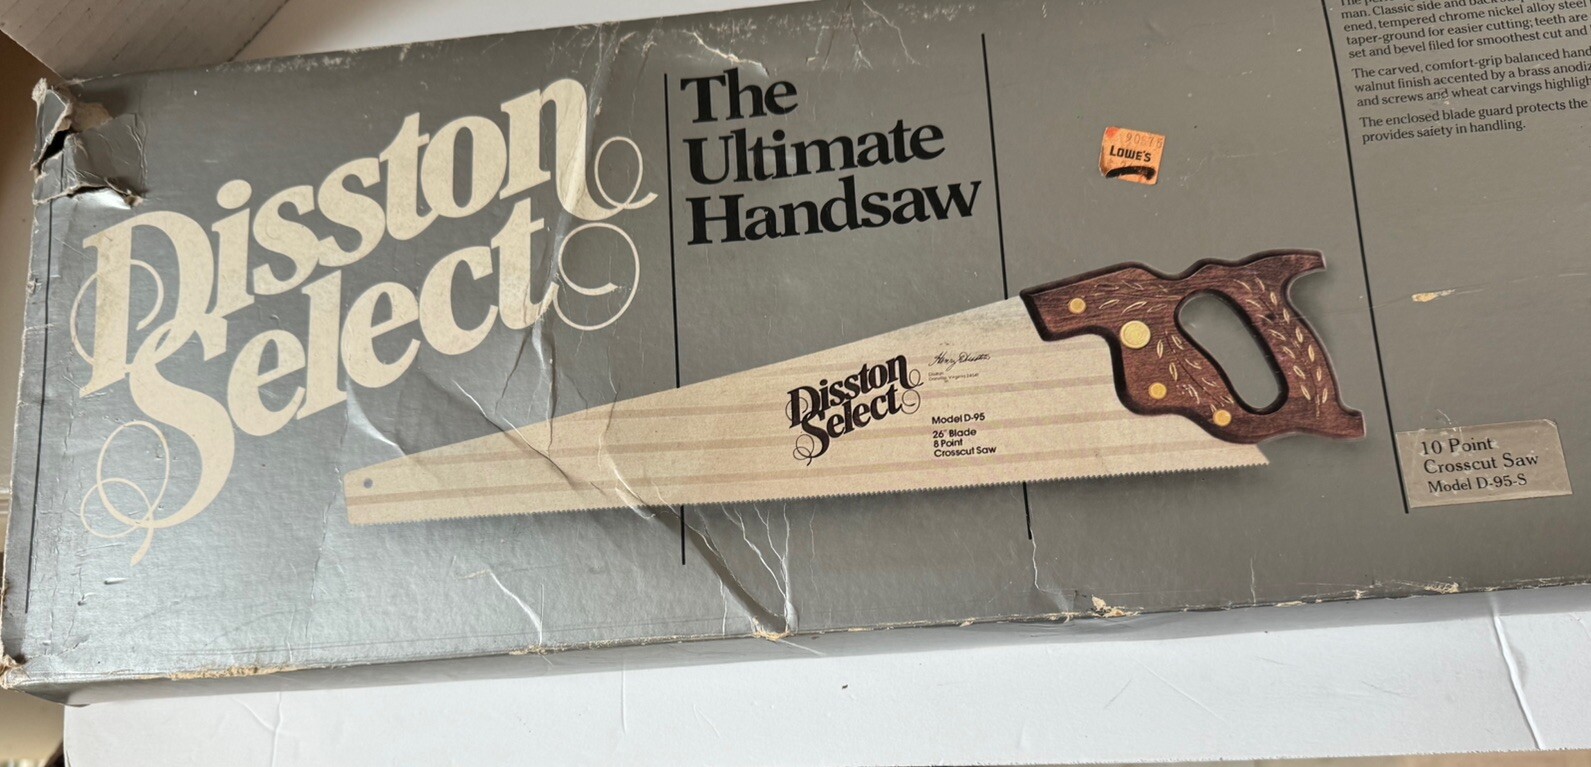 Disston
Select
The
Ultimate
Handsaw
LOWE'S
man. Classic side and
ened, tempered chrome nickel alloy steel
taper-ground for easier cutting; teeth are
set and bevel filed for smoothest cut and
The carved, comfort-grip balanced hand
walnut finish accented by a brass anodiz
and screws and wheat carvings highligh
The enclosed blade guard protects the
provides safety in handling.
Disston
Select
Model D-95
26" Blade
8 Point
Crosscut Saw
10 Point
Crosscut Saw
Model D-95-S